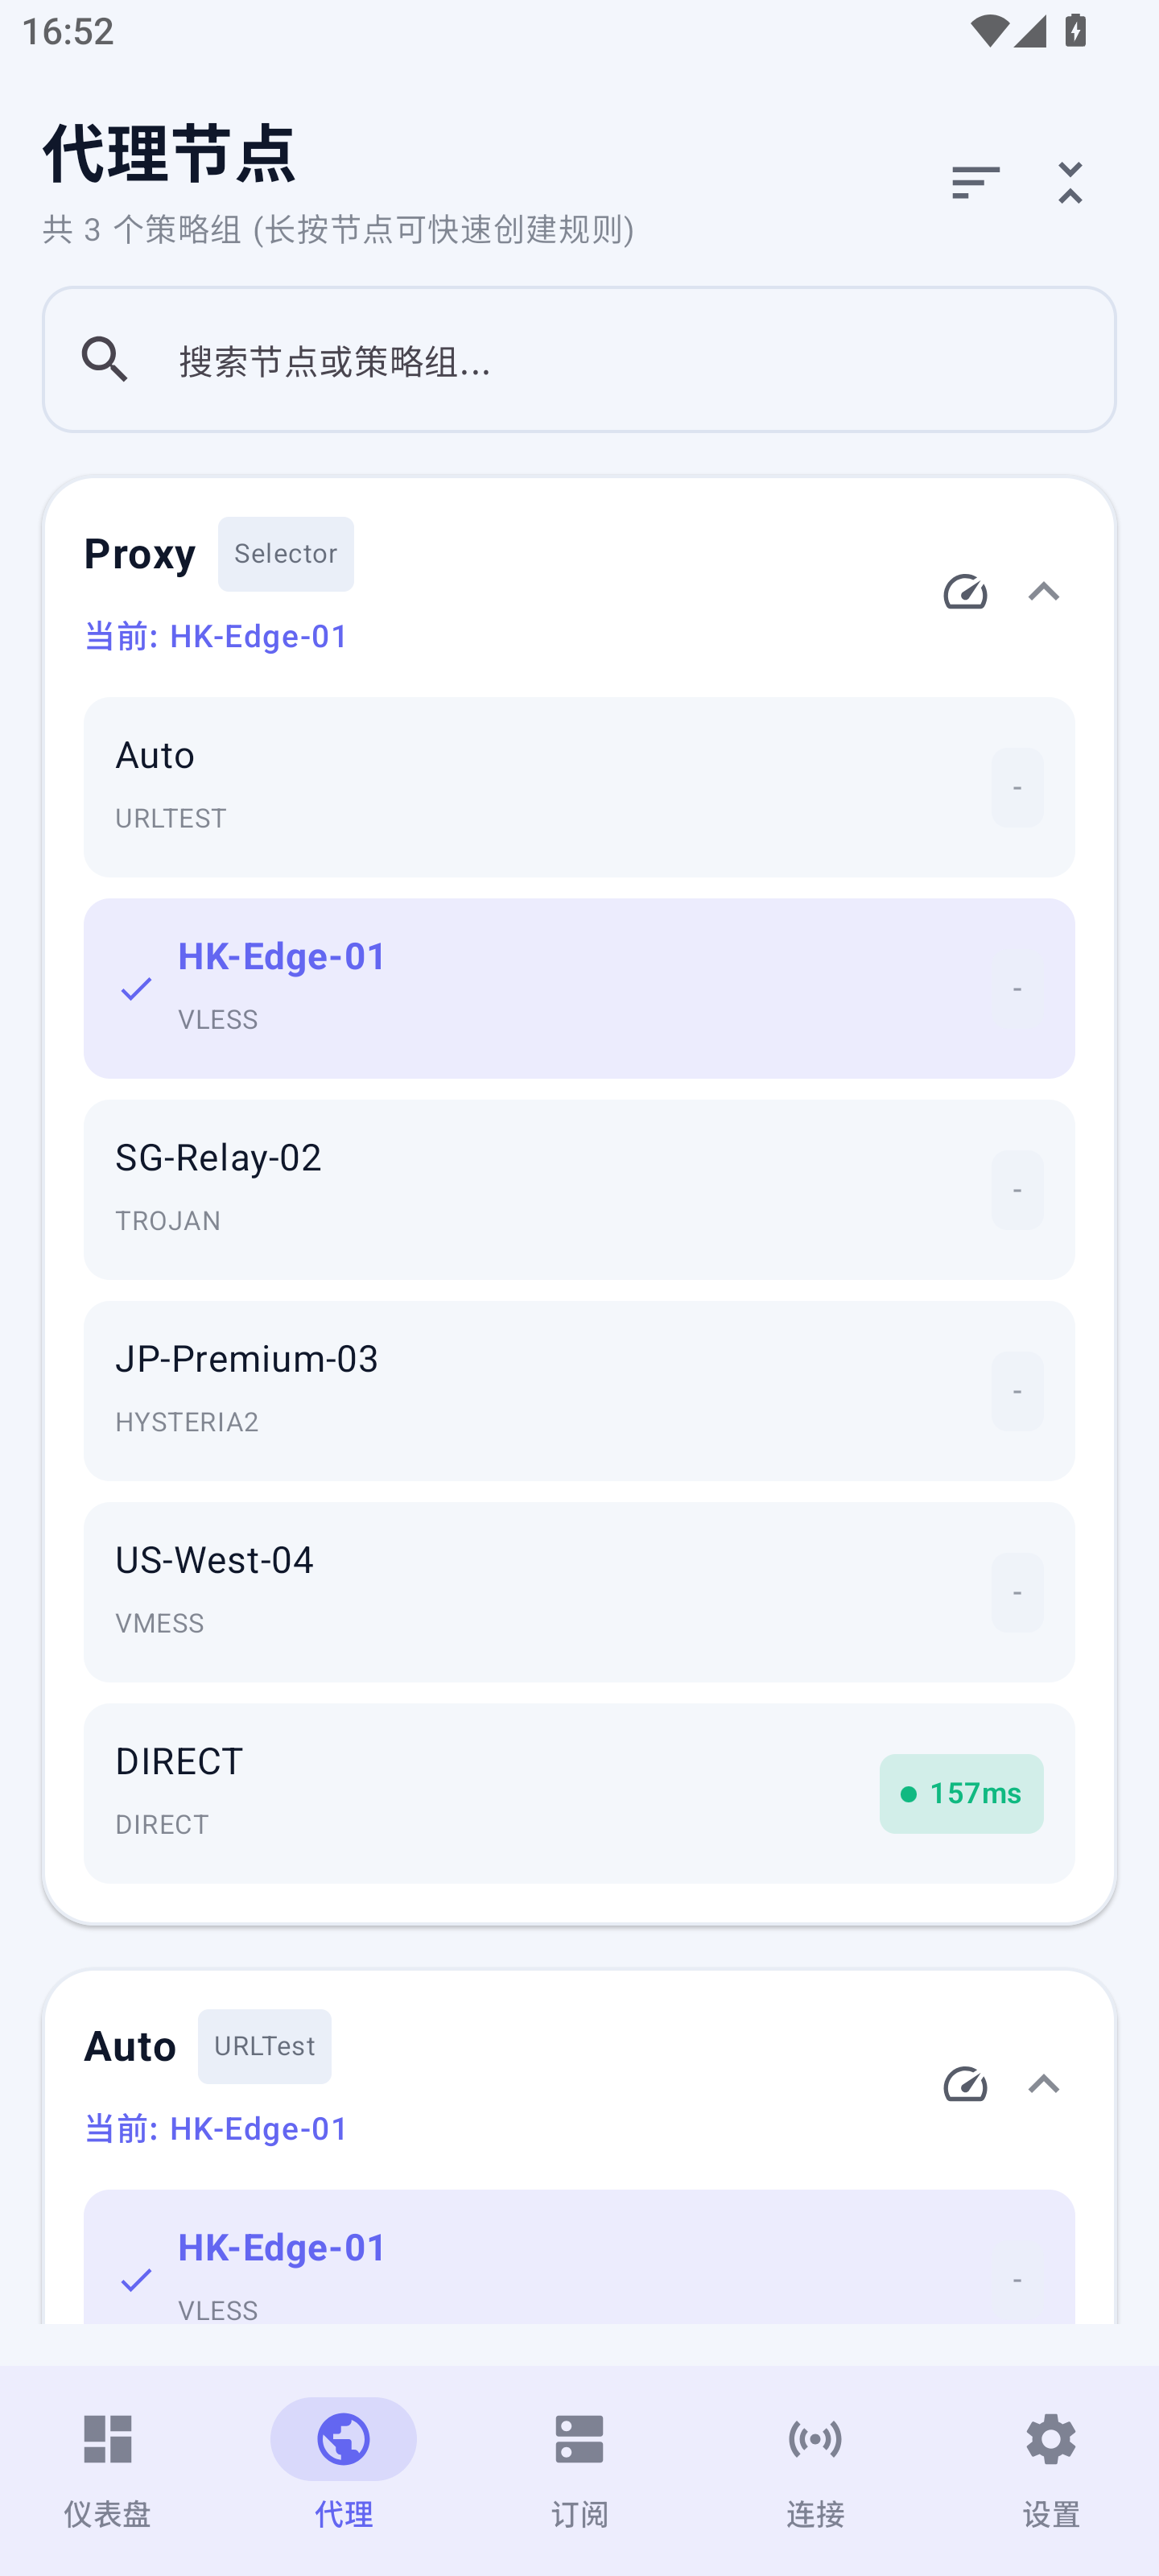 16:52
代理节点
共 3 个策略组 (长按节点可快速创建规则)
搜索节点或策略组...
Proxy Selector
当前: HK-Edge-01
Auto
URLTEST
-
HK-Edge-01
VLESS
-
SG-Relay-02
TROJAN
-
JP-Premium-03
HYSTERIA2
-
US-West-04
VMESS
-
DIRECT
DIRECT
157ms
Auto URLTest
当前: HK-Edge-01
HK-Edge-01
VLESS
-
仪表盘 代理 订阅 连接 设置